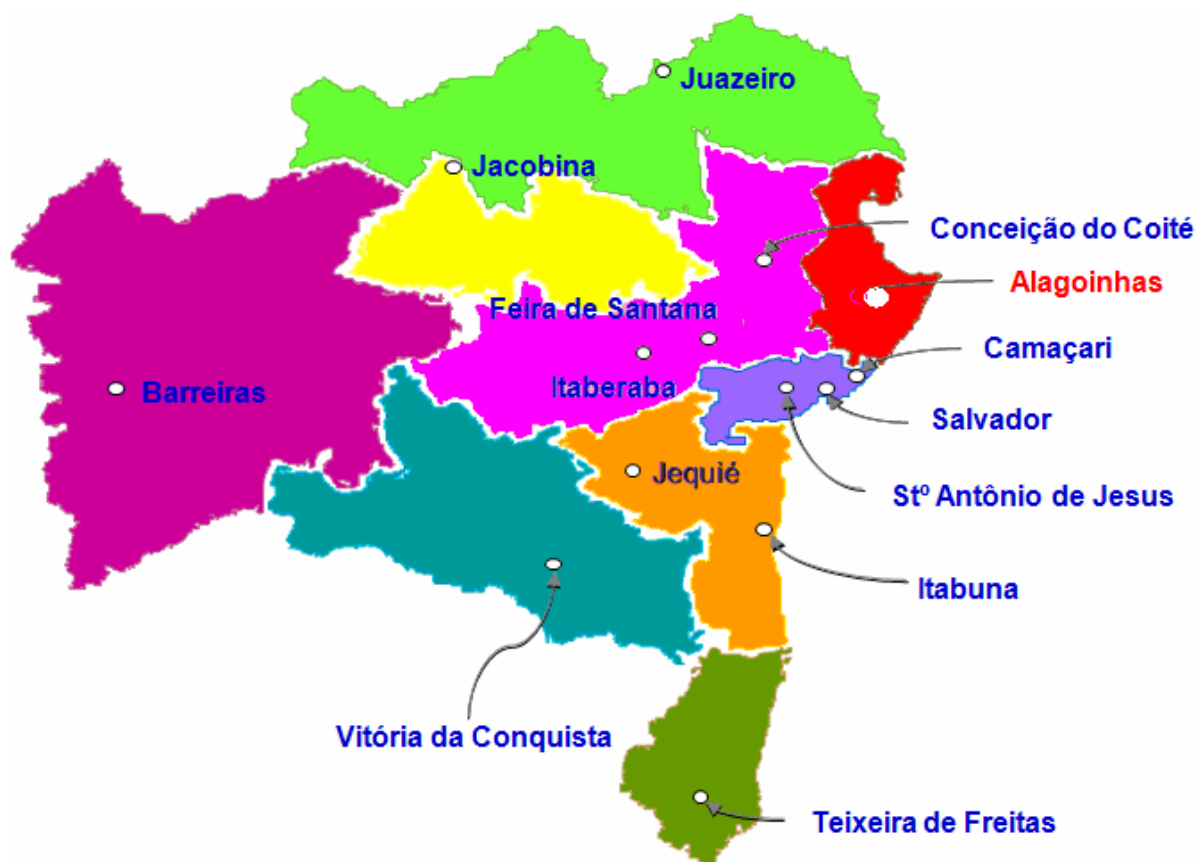 Juazeiro
Jacobina
Conceição do Coité
Alagoinhas
Feira de Santana
Camaçari
Itaberaba
Barreiras
Salvador
Jequié
Stº Antônio de Jesus
Itabuna
Vitória da Conquista
Teixeira de Freitas